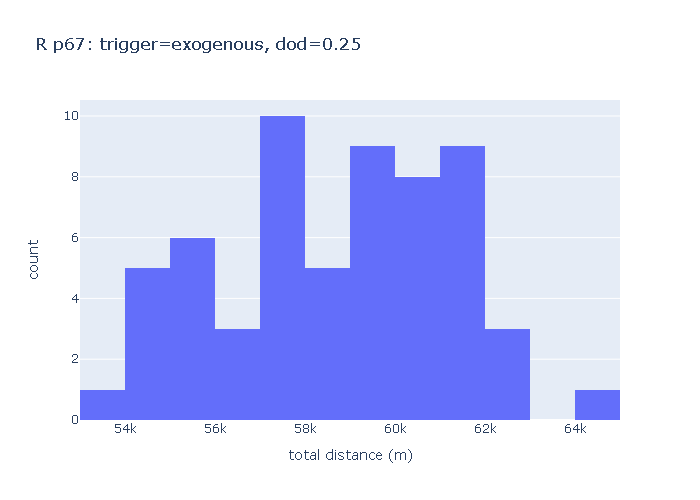 R p67: trigger=exogenous, dod=0.25
10
8
6
4
2
0
count
54k 56k 58k 60k 62k 64k
total distance (m)